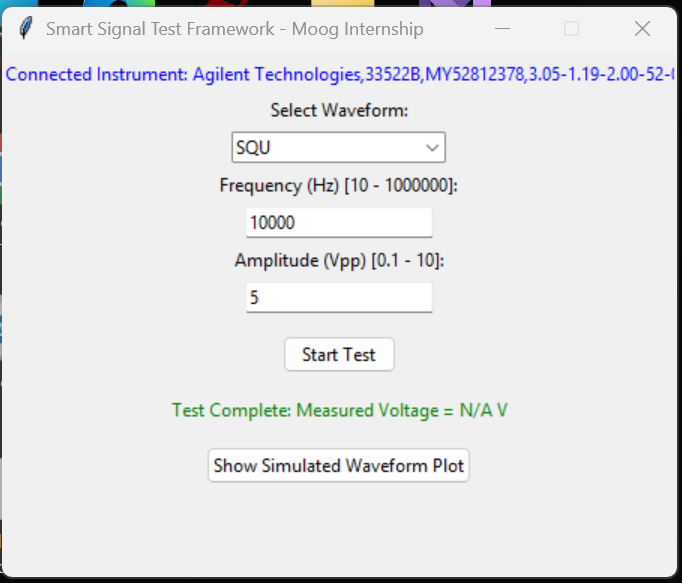 Smart Signal Test Framework - Moog Internship
Connected Instrument: Agilent Technologies,33522B,MY52812378,3.05-1.19-2.00-52-
Select Waveform:
SQU
Frequency (Hz) [10 - 1000000]:
10000
Amplitude (Vpp) [0.1 - 10]:
5
Start Test
Test Complete: Measured Voltage = N/A V
Show Simulated Waveform Plot